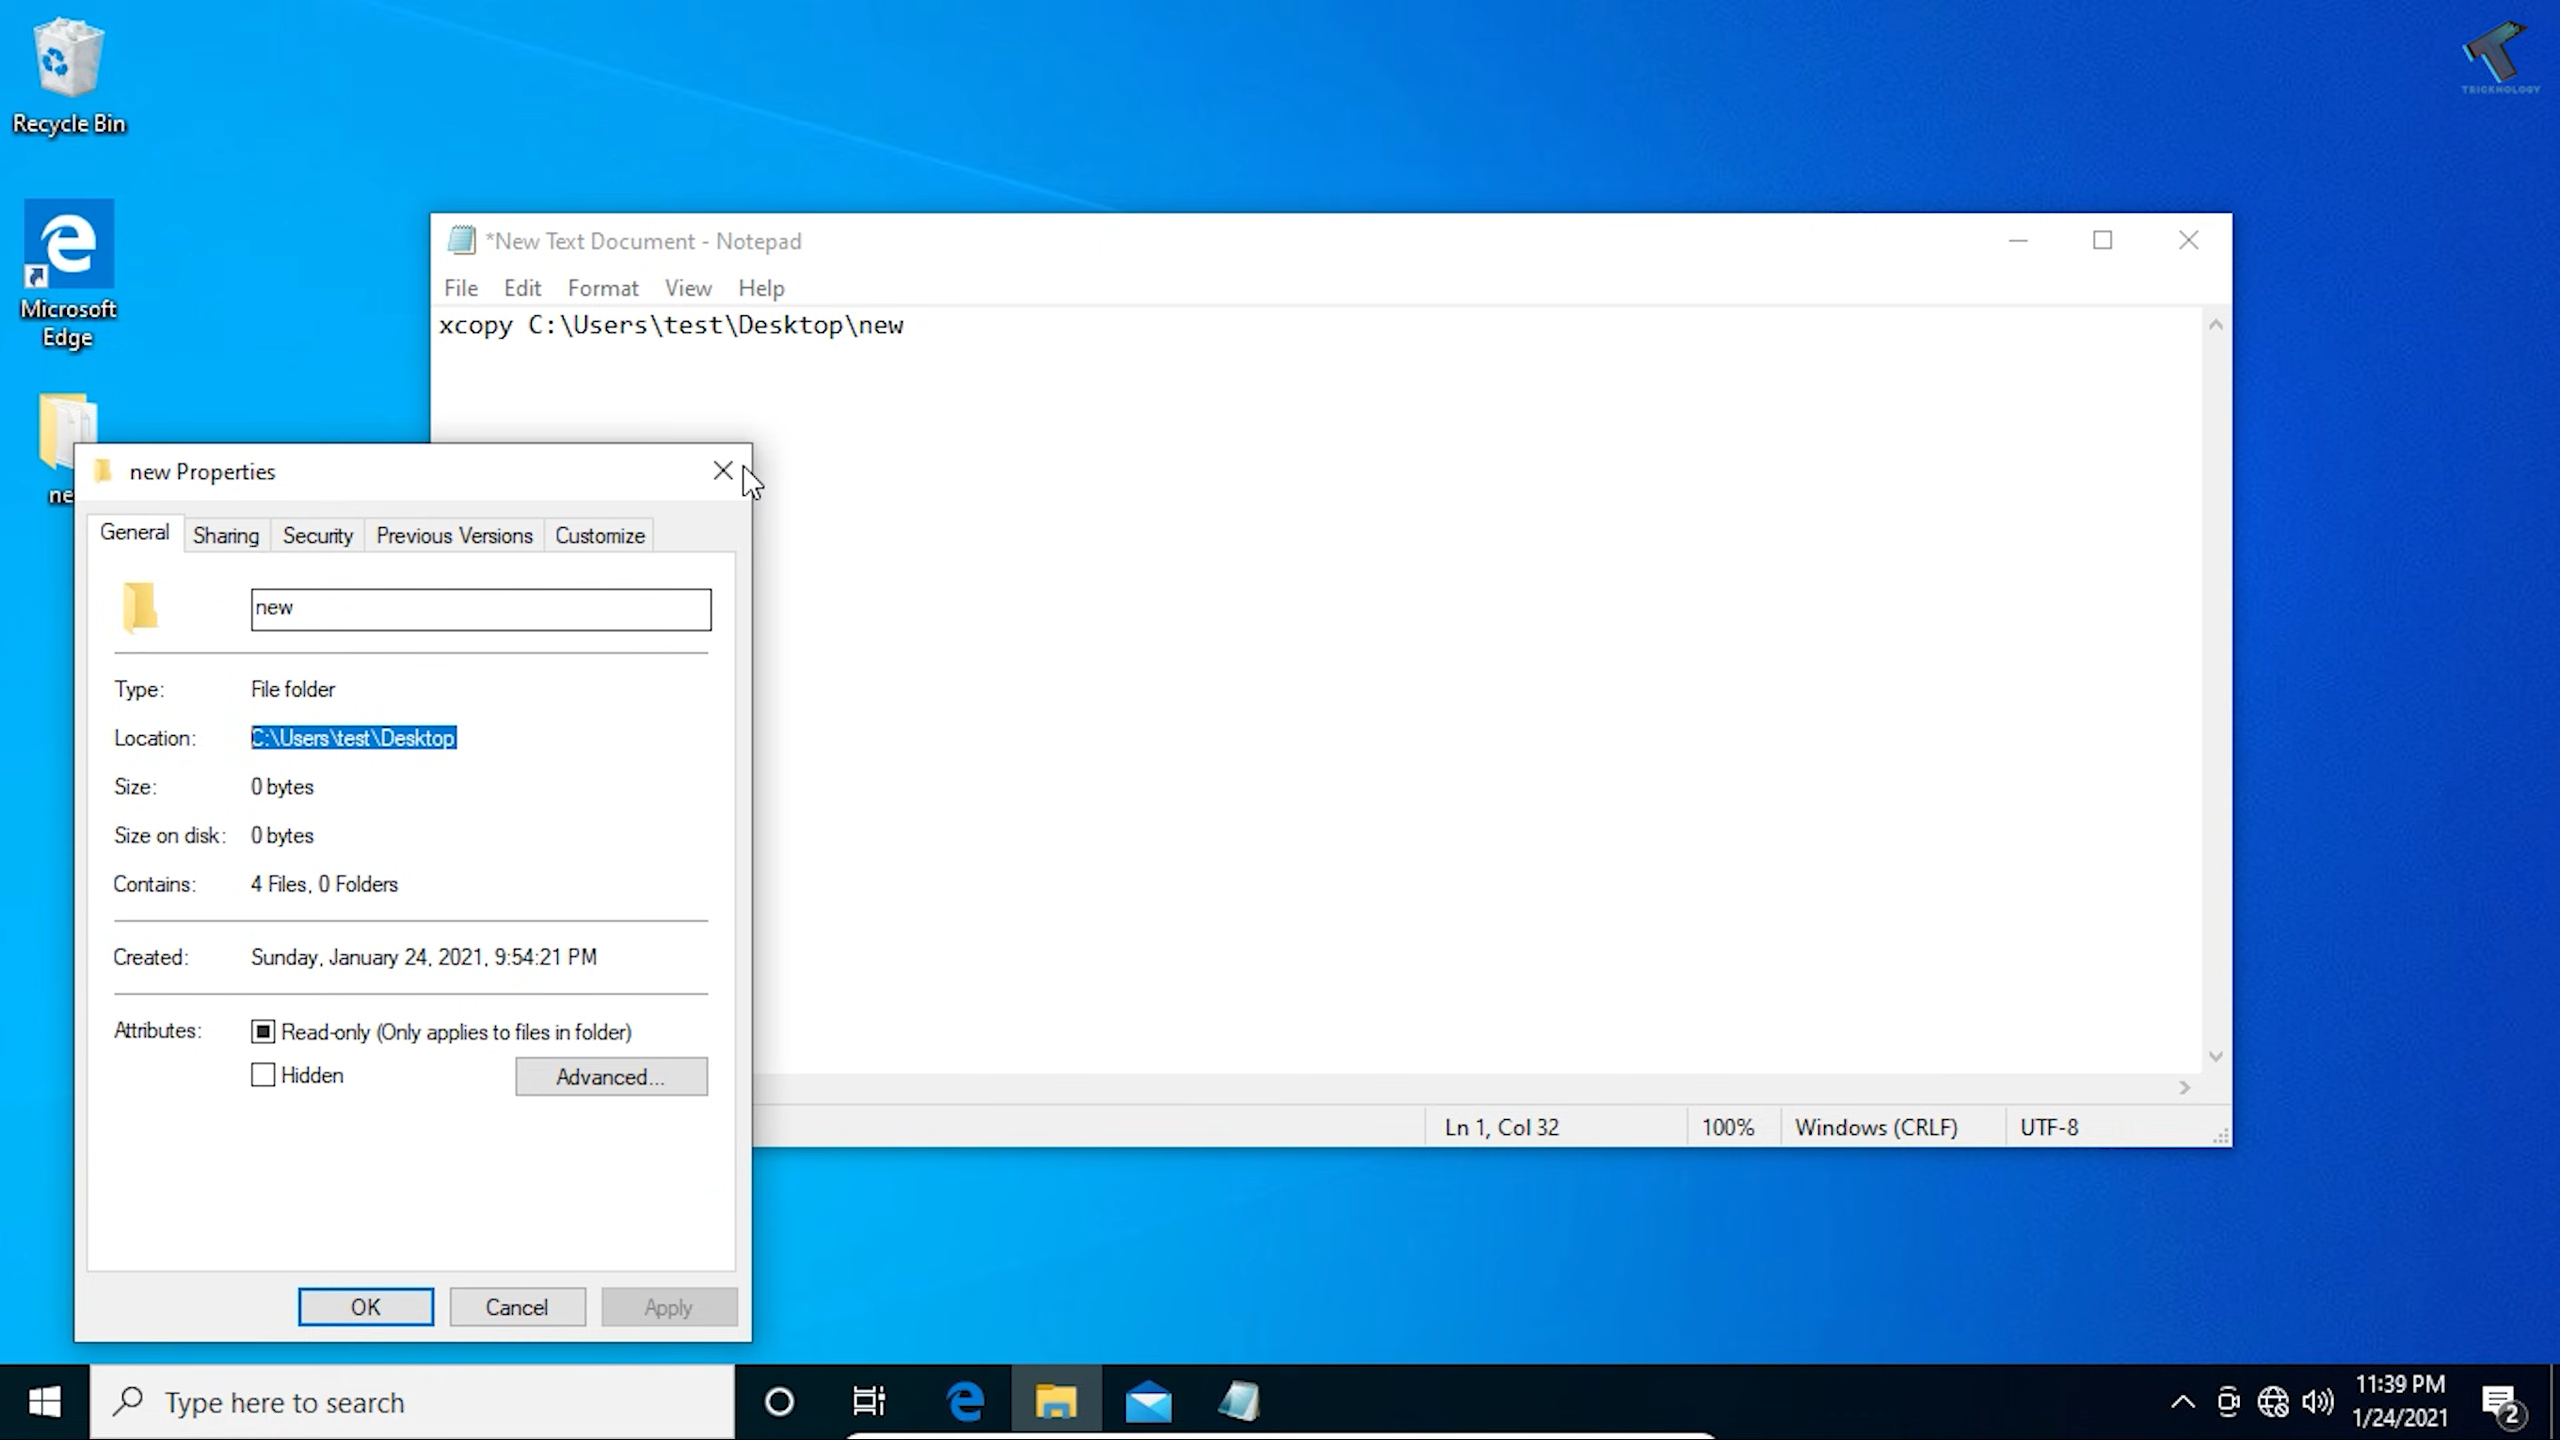 Recycle Bin
TRICKNOLOGY
Microsoft
Edge
ne
*New Text Document - Notepad
File Edit Format View Help
xcopy C:\Users\test\Desktop\new
Ln 1, Col 32 100% Windows (CRLF) UTF-8
new Properties
General Sharing Security Previous Versions Customize
new
Type: File folder
Location: C:\Users\test\Desktop
Size: 0 bytes
Size on disk: 0 bytes
Contains: 4 Files, 0 Folders
Created: Sunday, January 24, 2021, 9:54:21 PM
Attributes: Read-only (Only applies to files in folder)
Hidden Advanced...
OK Cancel Apply
Type here to search
11:39 PM
1/24/2021
2